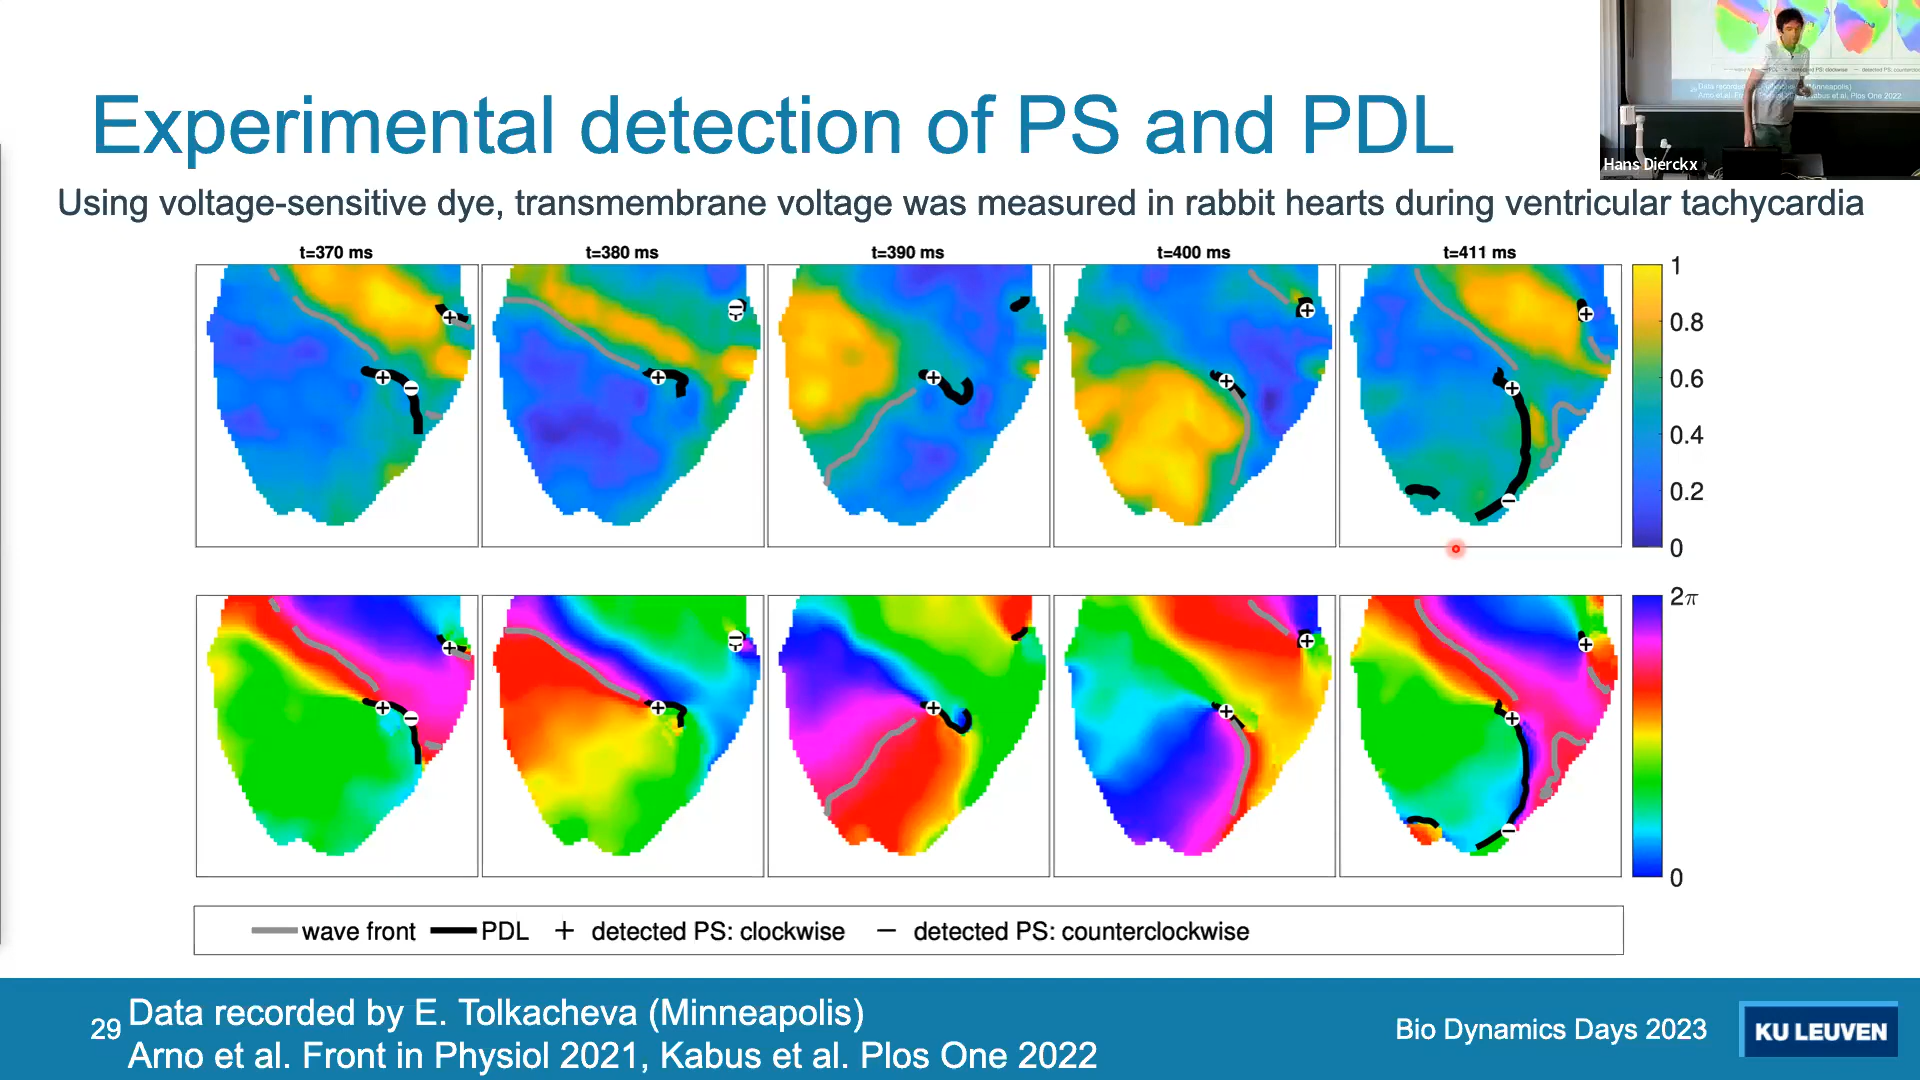 Experimental detection of PS and PDL
Hans Dierckx
Using voltage-sensitive dye, transmembrane voltage was measured in rabbit hearts during ventricular tachycardia
t=370 ms
t=380 ms
t=390 ms
t=400 ms
t=411 ms
1
0.8
0.6
0.4
0.2
0
2π
0
wave front
PDL
+ detected PS: clockwise
− detected PS: counterclockwise
29
Data recorded by E. Tolkacheva (Minneapolis)
Arno et al. Front in Physiol 2021, Kabus et al. Plos One 2022
Bio Dynamics Days 2023
KU LEUVEN